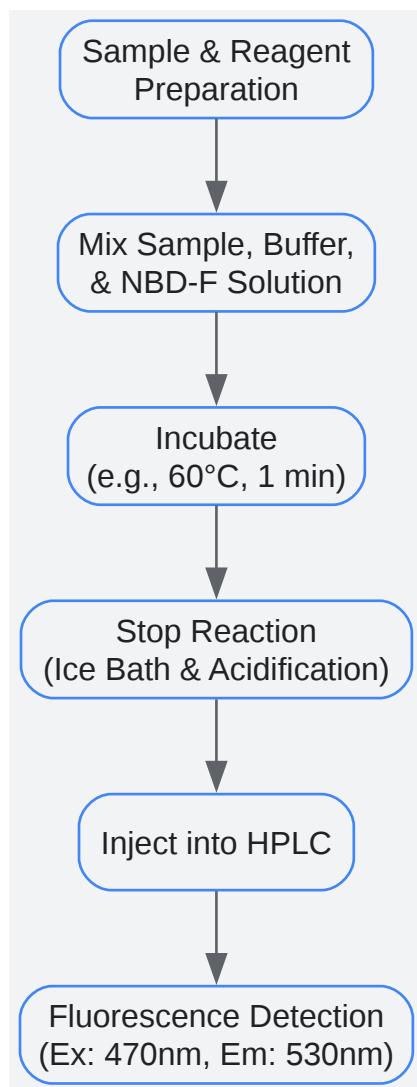 Sample & Reagent
Preparation
Mix Sample, Buffer,
& NBD-F Solution
Incubate
(e.g., 60°C, 1 min)
Stop Reaction
(Ice Bath & Acidification)
Inject into HPLC
Fluorescence Detection
(Ex: 470nm, Em: 530nm)